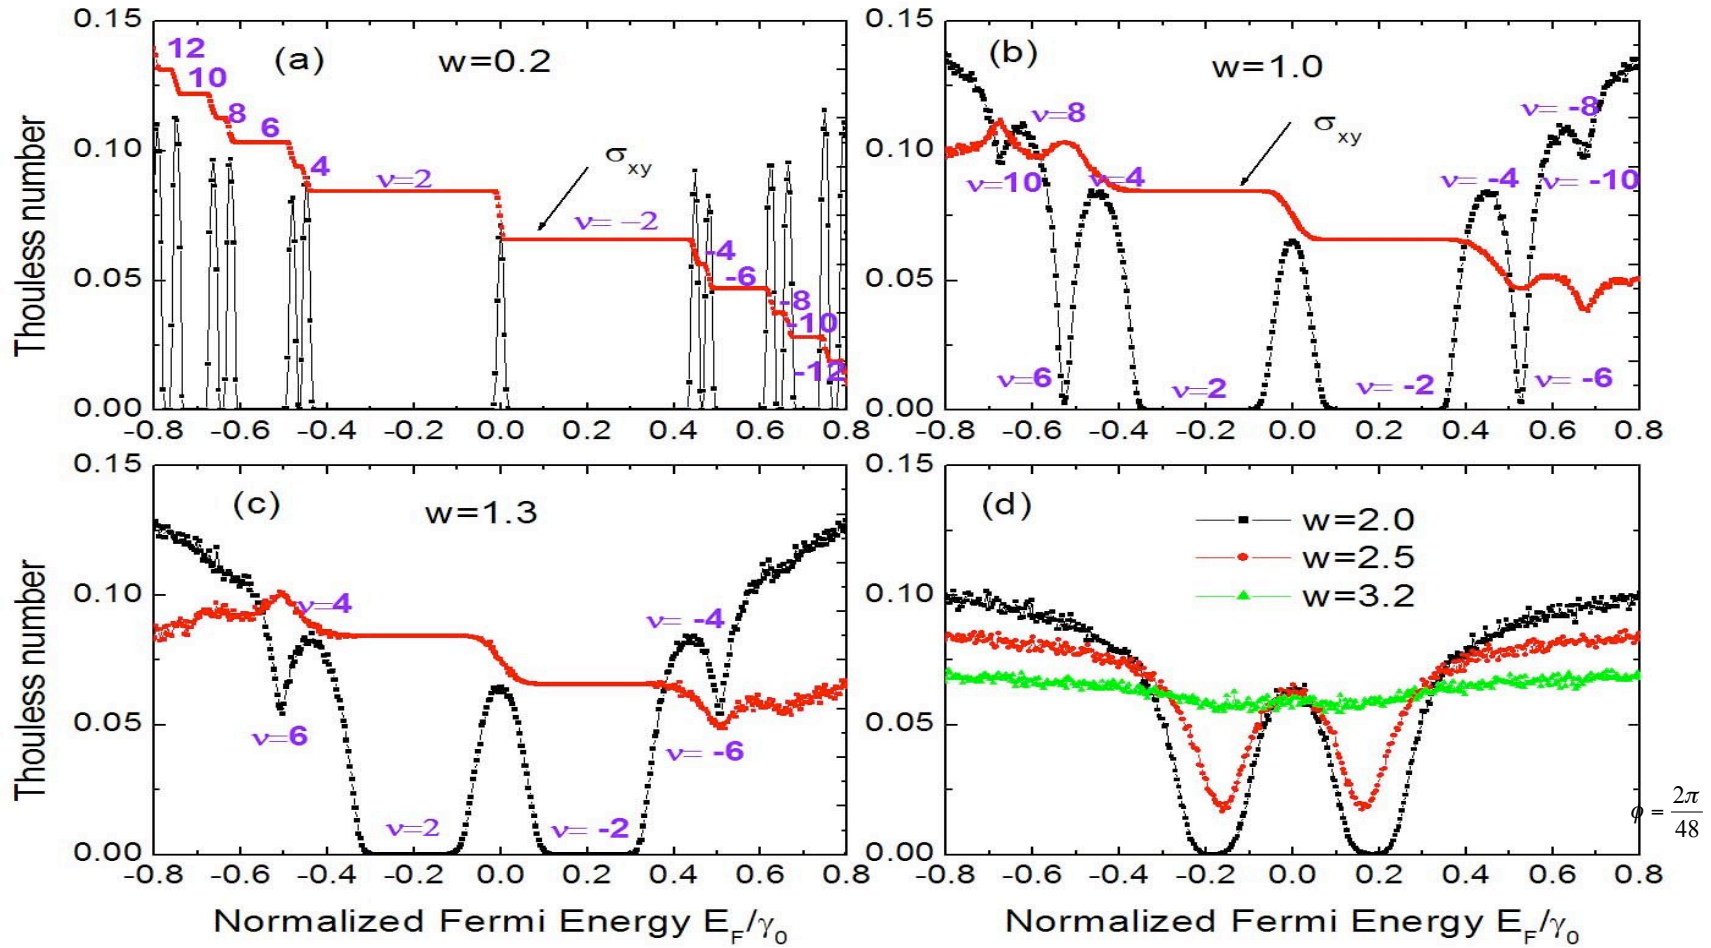 (a) w=0.2
12
10
8
6
4
ν=2
σxy
ν= −2
-4
-6
-8
-10
-12
Thouless number
0.15
0.10
0.05
0.00
-0.8 -0.6 -0.4 -0.2 0.0 0.2 0.4 0.6 0.8
(b) w=1.0
ν=8
σxy
ν= -8
ν=10
ν=4
ν= -4
ν= -10
ν=6
ν=2
ν= -2
ν= -6
0.15
0.10
0.05
0.00
-0.8 -0.6 -0.4 -0.2 0.0 0.2 0.4 0.6 0.8
(c) w=1.3
ν=4
ν= -4
ν=6
ν= -6
ν=2
ν= -2
Thouless number
0.15
0.10
0.05
0.00
-0.8 -0.6 -0.4 -0.2 0.0 0.2 0.4 0.6 0.8
Normalized Fermi Energy EF/γ0
(d)
w=2.0
w=2.5
w=3.2
φ = 2π/48
0.15
0.10
0.05
0.00
-0.8 -0.6 -0.4 -0.2 0.0 0.2 0.4 0.6 0.8
Normalized Fermi Energy EF/γ0